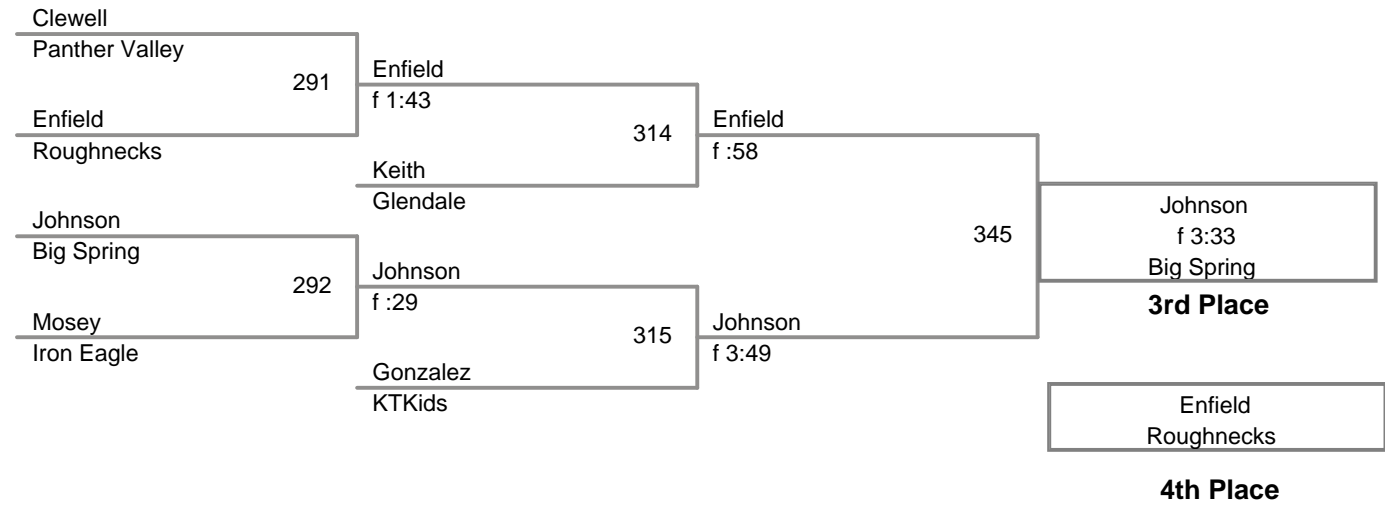 Clewell
Panther Valley
291
Enfield
f 1:43
Enfield
Roughnecks
314
Enfield
f :58
Keith
Glendale
Johnson
Big Spring
345
Johnson
f 3:33
Big Spring
3rd Place
292
Johnson
f :29
Mosey
Iron Eagle
315
Johnson
f 3:49
Gonzalez
KTKids
Enfield
Roughnecks
4th Place